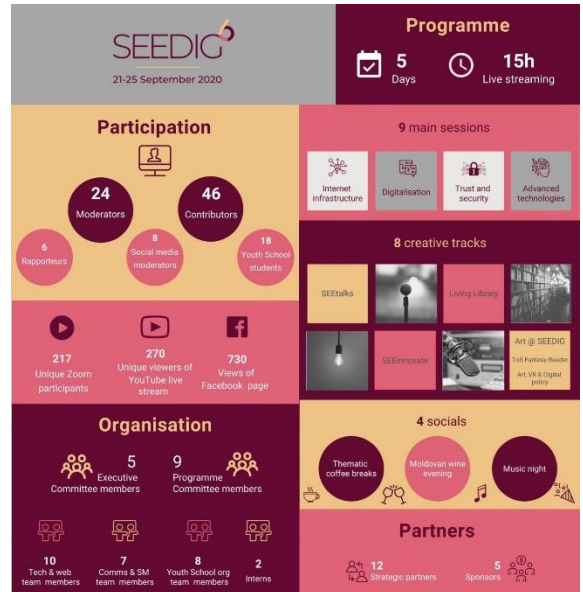 SEEDIG
21-25 September 2020
Programme
5
Days
15h
Live streaming
Participation
24
Moderators
46
Contributors
6
Rapporteurs
8
Social media
moderators
18
Youth School
students
217
Unique Zoom
participants
270
Unique viewers of
YouTube live
stream
730
Views of
Facebook page
Organisation
5
Executive
Committee members
9
Programme
Committee members
10
Tech & web
team members
7
Comms & SM
team members
8
Youth School org
team members
2
Interns
9 main sessions
Internet
infrastructure
Digitalisation
Trust and
security
Advanced
technologies
8 creative tracks
SEEtalks
Living Library
SEEinnovate
Art @ SEEDIG
ToS Fantasy Reader
Art, VR & Digital
policy
4 socials
Thematic
coffee breaks
Moldovan wine
evening
Music night
Partners
12
Strategic partners
5
Sponsors